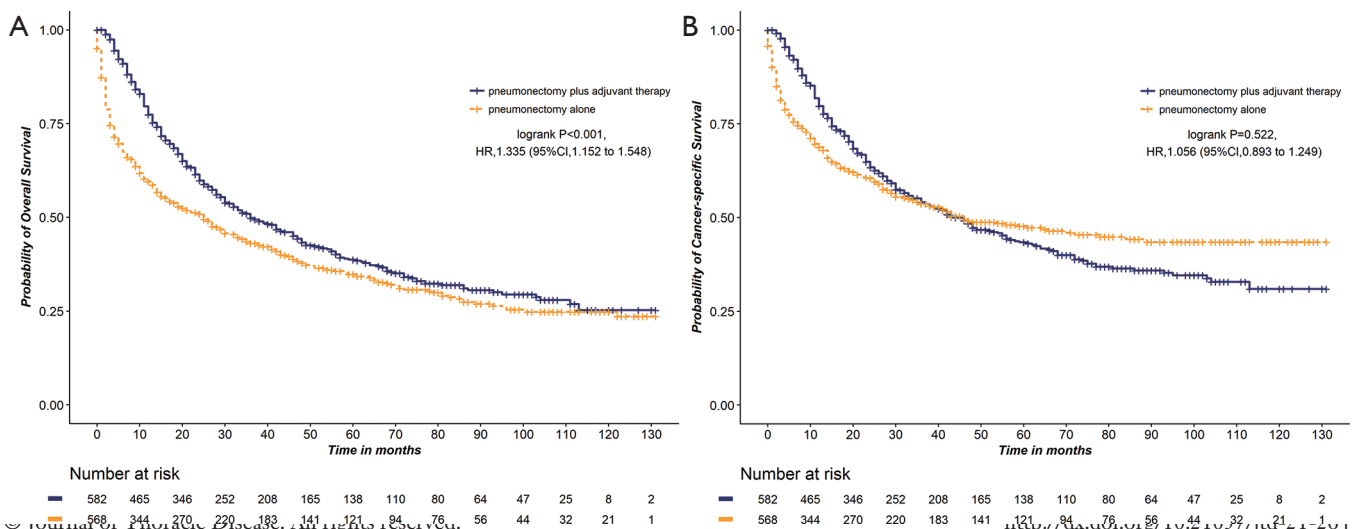 A
Probability of Overall Survival
1.00
0.75
0.50
0.25
0.00
pneumonectomy plus adjuvant therapy
pneumonectomy alone
logrank P<0.001,
HR,1.335 (95%CI,1.152 to 1.548)
0 10 20 30 40 50 60 70 80 90 100 110 120 130
Time in months
Number at risk
582 465 346 252 208 165 138 110 80 64 47 25 8 2
568 344 270 220 183 141 121 94 76 56 44 32 21 1
B
Probability of Cancer-specific Survival
1.00
0.75
0.50
0.25
0.00
pneumonectomy plus adjuvant therapy
pneumonectomy alone
logrank P=0.522,
HR,1.056 (95%CI,0.893 to 1.249)
0 10 20 30 40 50 60 70 80 90 100 110 120 130
Time in months
Number at risk
582 465 346 252 208 165 138 110 80 64 47 25 8 2
568 344 270 220 183 141 121 94 76 56 44 32 21 1
© Journal of Thoracic Disease. All rights reserved.